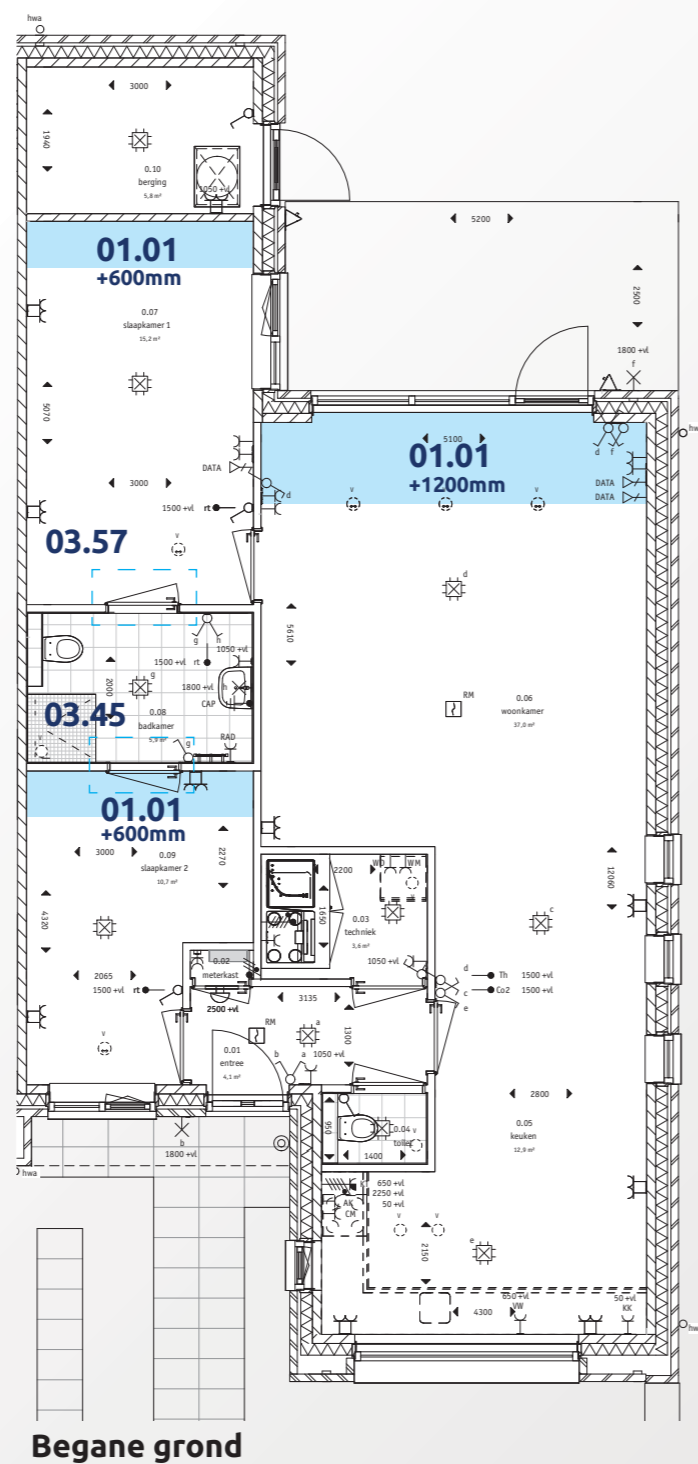 hwa
3000
1940
0.10
berging
5,8 m²
1050 +vl
01.01
+600mm
5200
2500
0.07
slaapkamer 1
15,2 m²
1800 +vl
f
5070
hw
5100
01.01
+1200mm
d f
DATA
3000
d
DATA
DATA
1500 +vl rt
v v v
03.57
v
d
5610
g h
1050 +vl
1500 +vl rt
2000
g
1800 +vl h
CAP
RM
0.06
woonkamer
37,0 m²
03.45
0.08
badkamer
5,9 m²
v
g
RAD
01.01
+600mm
3000
0.09
slaapkamer 2
10,7 m²
2270
2200
WD WM
v
12060
4320
1650
0.03
techniek
3,6 m²
c
0.02
meterkast
1050 +vl
2065
1500 +vl rt
d
Th 1500 +vl
c
Co2 1500 +vl
e
2500 +vl
3135
v
RM
a
1300
0.01
entree
4,1 m²
b a 1050 +vl
2800
950
0.04
toilet
v
0.05
keuken
12,9 m²
b
1800 +vl
1400
hwa
650 +vl
2250 +vl
50 +vl
AK
CM
v v
e
2150
4300
650 +vl
VW
50 +vl
KK
hw
Begane grond